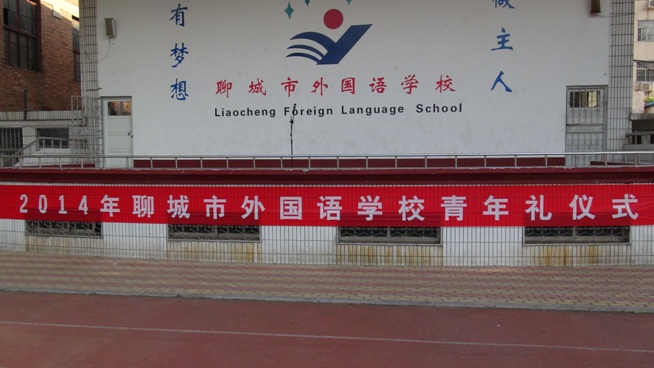 有梦想
做主人
聊城市外国语学校
Liaocheng Foreign Language School
2014年聊城市外国语学校青年礼仪式